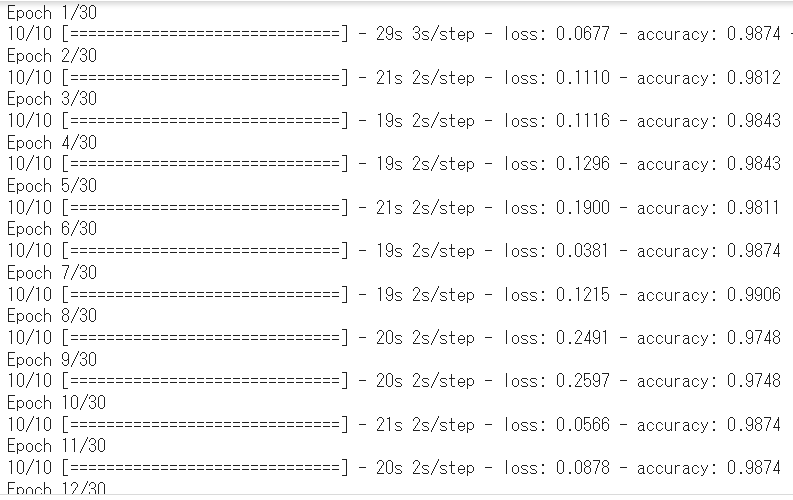 Epoch 1/30
10/10 [==============================] - 29s 3s/step - loss: 0.0677 - accuracy: 0.9874 -
Epoch 2/30
10/10 [==============================] - 21s 2s/step - loss: 0.1110 - accuracy: 0.9812
Epoch 3/30
10/10 [==============================] - 19s 2s/step - loss: 0.1116 - accuracy: 0.9843
Epoch 4/30
10/10 [==============================] - 19s 2s/step - loss: 0.1296 - accuracy: 0.9843
Epoch 5/30
10/10 [==============================] - 21s 2s/step - loss: 0.1900 - accuracy: 0.9811
Epoch 6/30
10/10 [==============================] - 19s 2s/step - loss: 0.0381 - accuracy: 0.9874
Epoch 7/30
10/10 [==============================] - 19s 2s/step - loss: 0.1215 - accuracy: 0.9906
Epoch 8/30
10/10 [==============================] - 20s 2s/step - loss: 0.2491 - accuracy: 0.9748
Epoch 9/30
10/10 [==============================] - 20s 2s/step - loss: 0.2597 - accuracy: 0.9748
Epoch 10/30
10/10 [==============================] - 21s 2s/step - loss: 0.0566 - accuracy: 0.9874
Epoch 11/30
10/10 [==============================] - 20s 2s/step - loss: 0.0878 - accuracy: 0.9874
Epoch 12/30